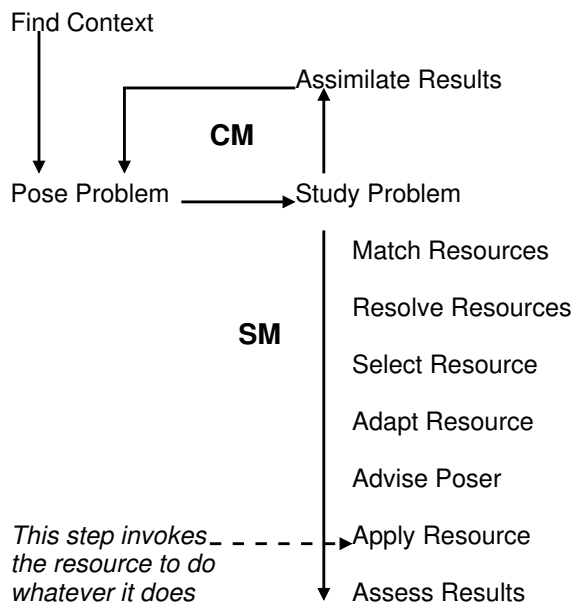 Find Context
Assimilate Results
CM
Pose Problem
Study Problem
Match Resources
Resolve Resources
SM
Select Resource
Adapt Resource
Advise Poser
This step invokes
the resource to do
whatever it does
Apply Resource
Assess Results